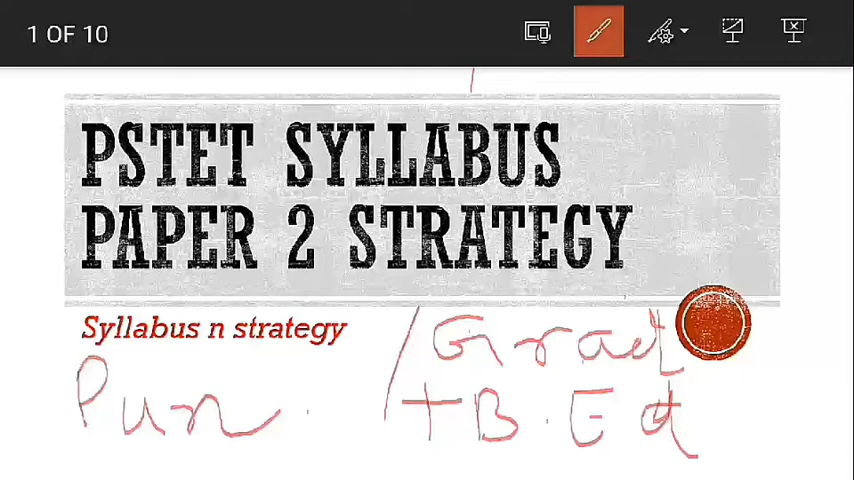 1 OF 10
PSTET SYLLABUS
PAPER 2 STRATEGY
Syllabus n strategy
/Grad
Pun.
+B.Ed